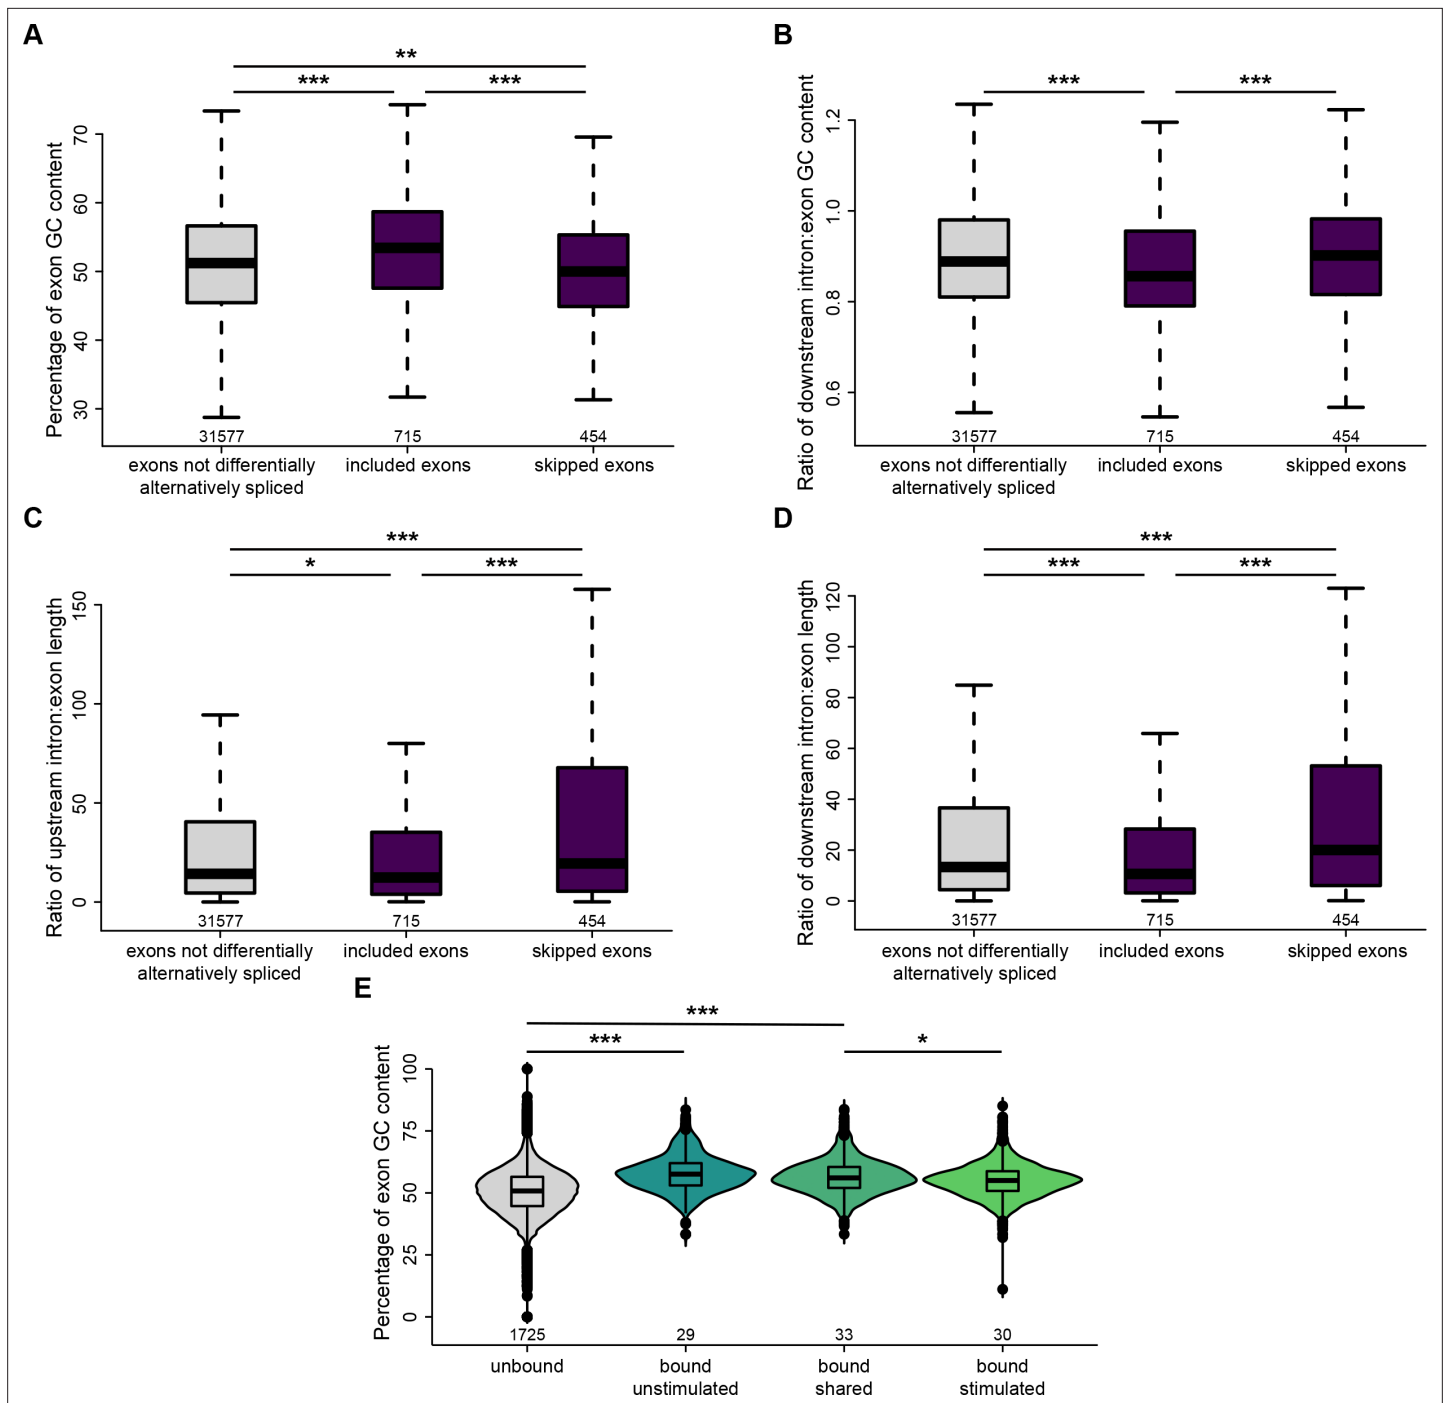 A
**
***
***
Percentage of exon GC content
70
60
50
40
30
31577
715
454
exons not differentially
alternatively spliced
included exons
skipped exons
B
***
***
Ratio of downstream intron:exon GC content
1.2
1.0
0.8
0.6
31577
715
454
exons not differentially
alternatively spliced
included exons
skipped exons
C
***
*
***
Ratio of upstream intron:exon length
150
100
50
0
31577
715
454
exons not differentially
alternatively spliced
included exons
skipped exons
D
***
***
***
Ratio of downstream intron:exon length
120
100
80
60
40
20
0
31577
715
454
exons not differentially
alternatively spliced
included exons
skipped exons
E
***
***
*
Percentage of exon GC content
100
75
50
25
0
1725
29
33
30
unbound
bound
unstimulated
bound
shared
bound
stimulated